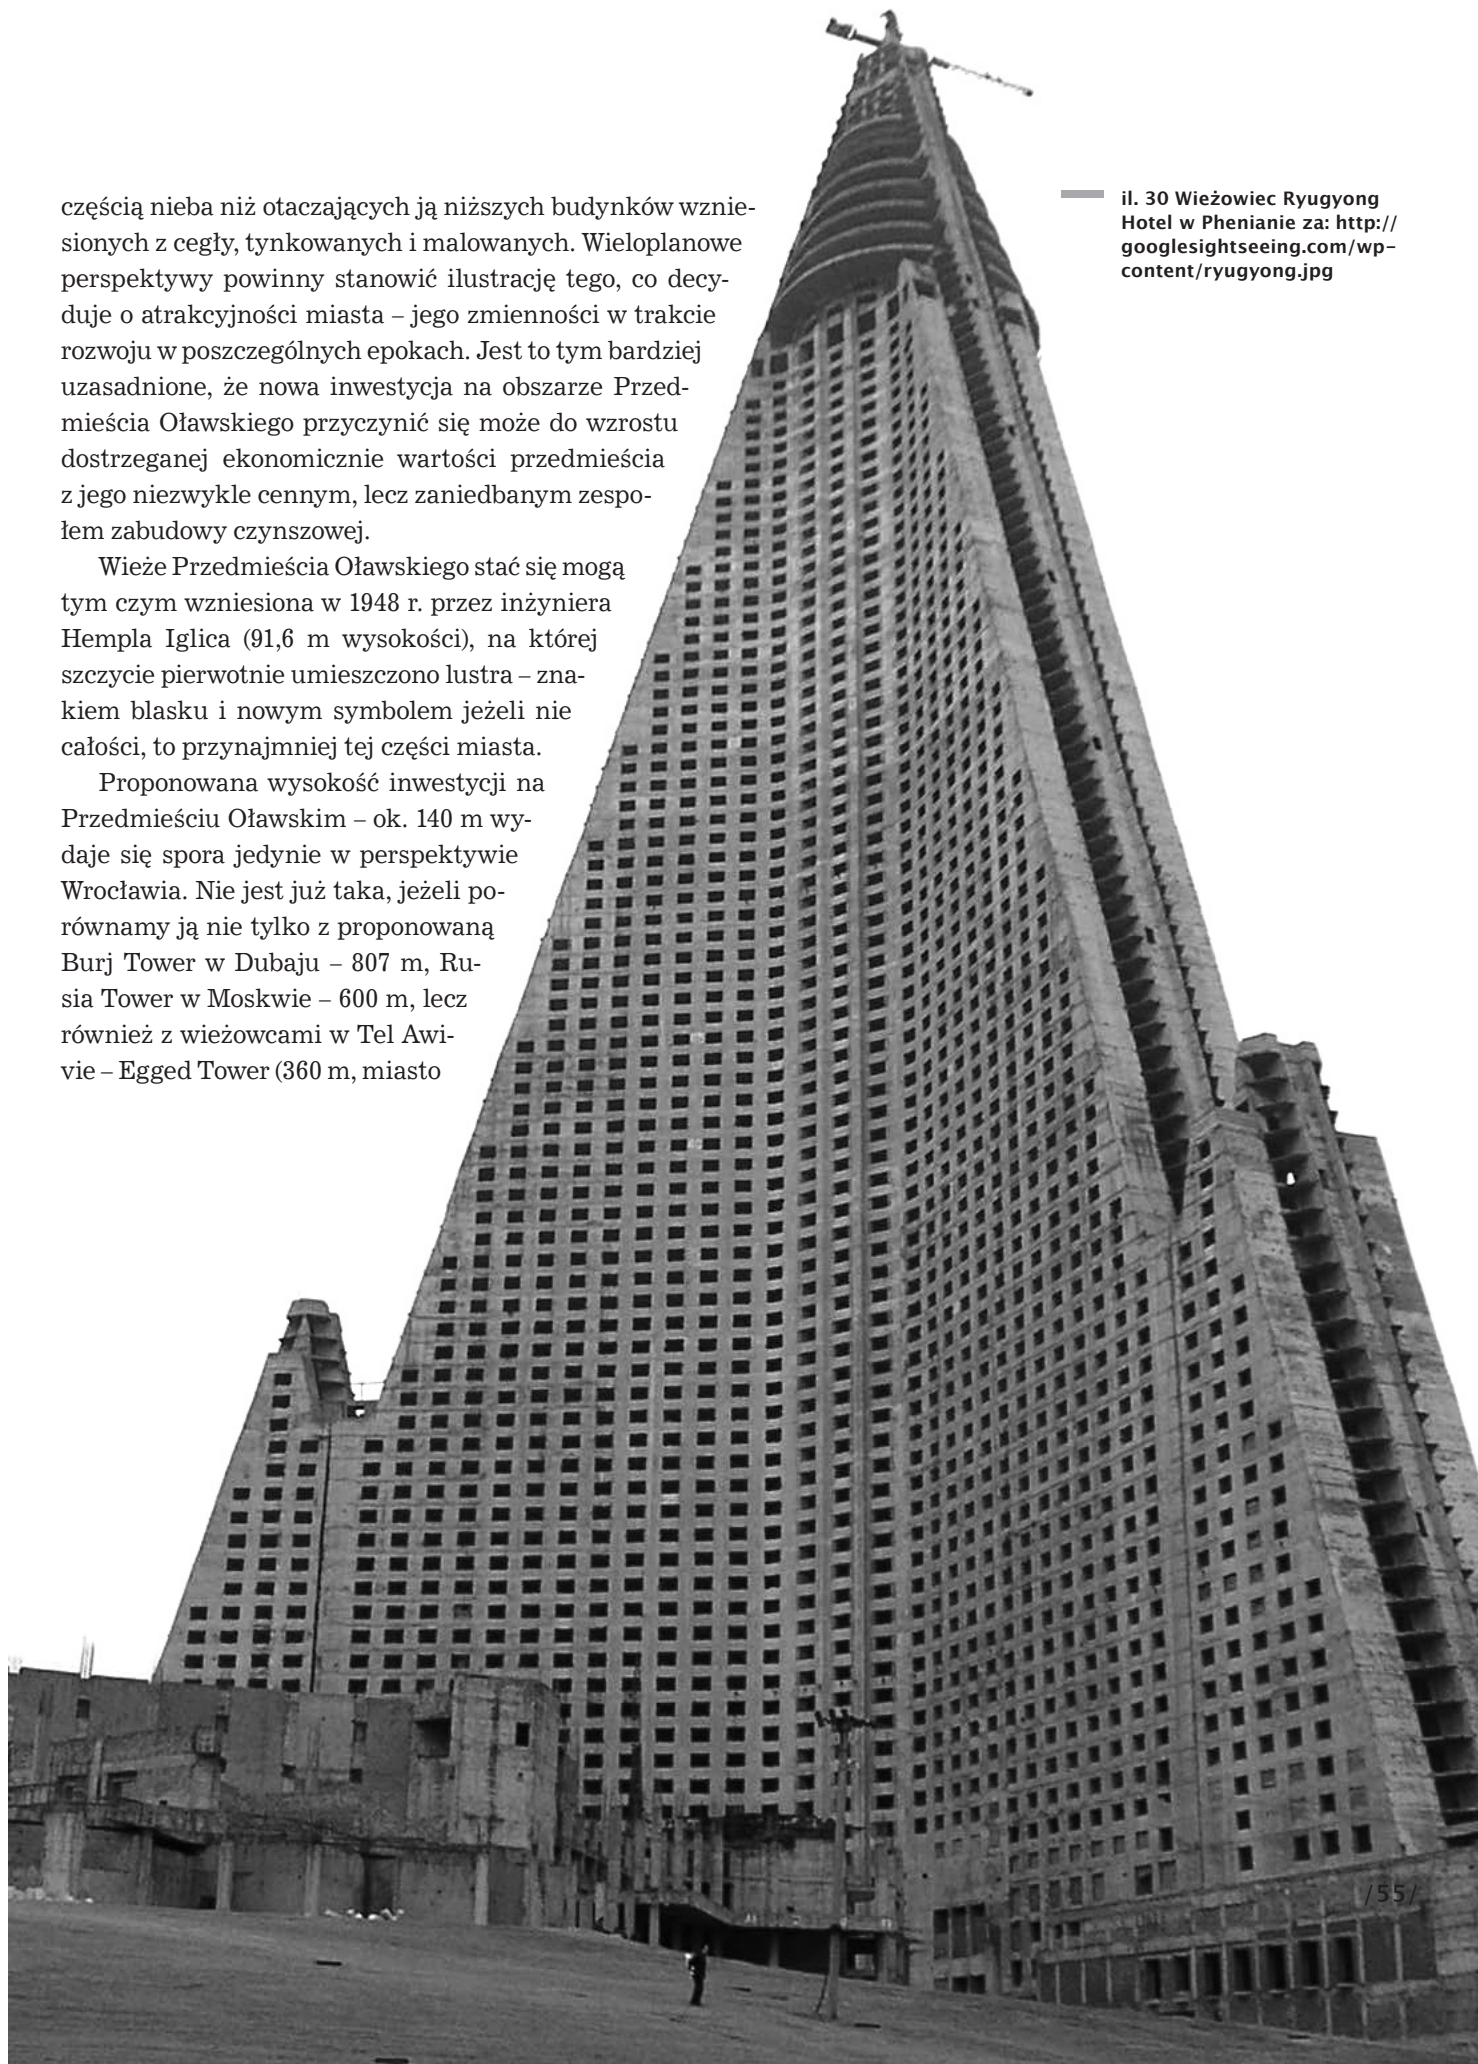 częścią nieba niż otaczających ją niższych budynków wznie-
sionych z cegły, tynkowanych i malowanych. Wieloplanowe
perspektywy powinny stanowić ilustrację tego, co decy-
duje o atrakcyjności miasta – jego zmienności w trakcie
rozwoju w poszczególnych epokach. Jest to tym bardziej
uzasadnione, że nowa inwestycja na obszarze Przed-
mieścia Oławskiego przyczynić się może do wzrostu
dostrzeganej ekonomicznie wartości przedmieścia
z jego niezwykle cennym, lecz zaniedbanym zespo-
łem zabudowy czynszowej.
Wieże Przedmieścia Oławskiego stać się mogą
tym czym wzniesiona w 1948 r. przez inżyniera
Hempla Iglica (91,6 m wysokości), na której
szczycie pierwotnie umieszczono lustra – zna-
kiem blasku i nowym symbolem jeżeli nie
całości, to przynajmniej tej części miasta.
Proponowana wysokość inwestycji na
Przedmieściu Oławskim – ok. 140 m wy-
daje się spora jedynie w perspektywie
Wrocławia. Nie jest już taka, jeżeli po-
równamy ją nie tylko z proponowaną
Burj Tower w Dubaju – 807 m, Ru-
sia Tower w Moskwie – 600 m, lecz
również z wieżowcami w Tel Awi-
vie – Egged Tower (360 m, miasto
il. 30 Wieżowiec Ryugyong
Hotel w Phenianie za: http://
googlesightseeing.com/wp-
content/ryugyong.jpg
/55/